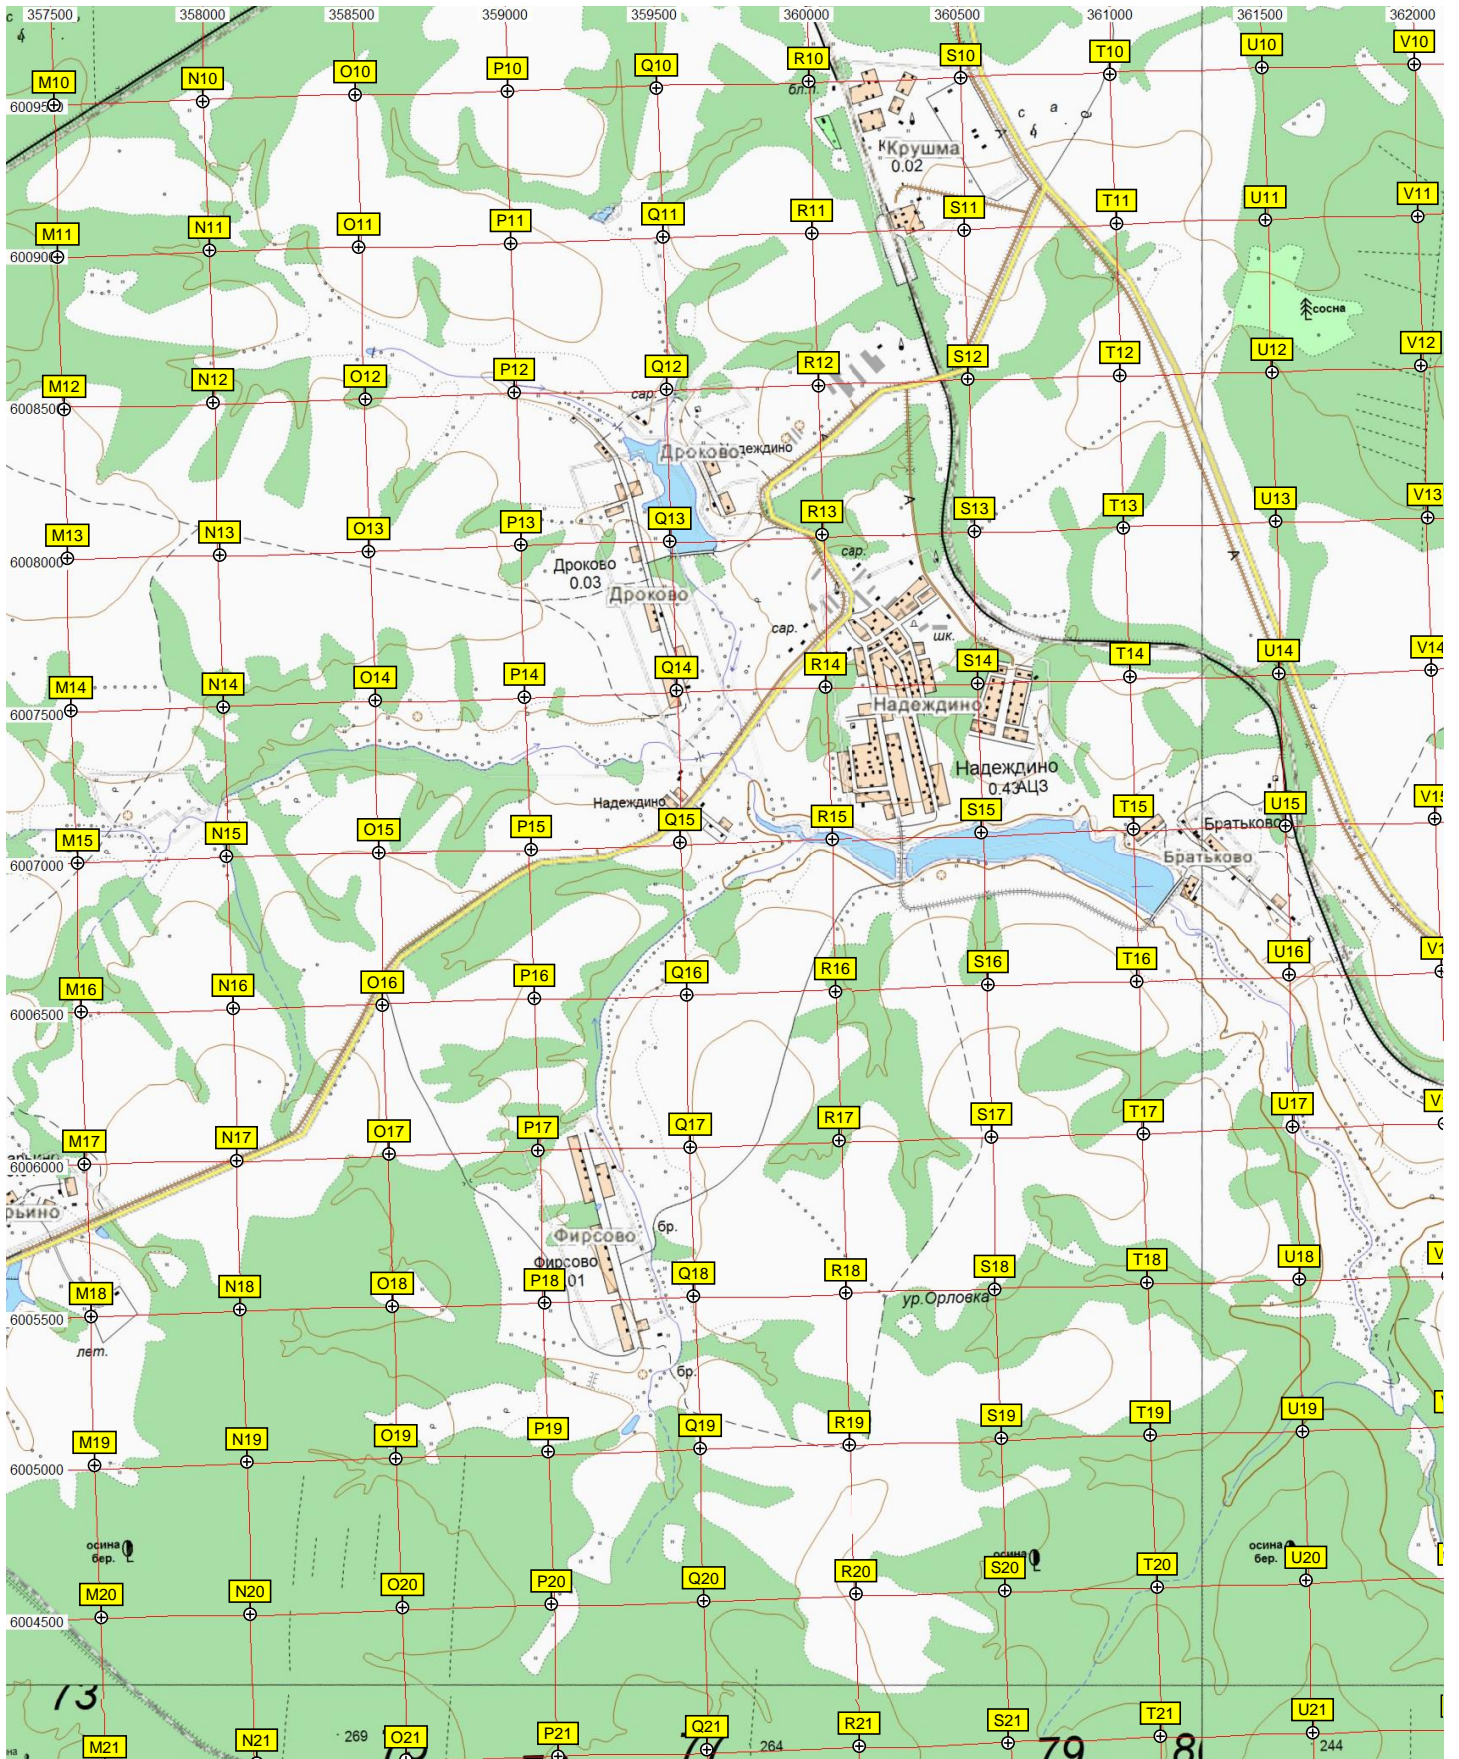 357500 358000 358500 359000 359500 360000 360500 361000 361500 362000
M10 N10 O10 P10 Q10 R10 S10 T10 U10 V10
бл.п.
с а д
Крушма
0.02
M11 N11 O11 P11 Q11 R11 S11 T11 U11 V11
сосна
M12 N12 O12 P12 Q12 R12 S12 T12 U12 V12
6008500
сар.
Дроково
M13 N13 O13 P13 Q13 R13 S13 T13 U13 V13
6008000
сар.
Дроково
0.03
Дроково
сар.
шк.
M14 N14 O14 P14 Q14 R14 S14 T14 U14 V14
6007500
Надеждино
Надеждино
0.43
АЦЗ
Надеждино
M15 N15 O15 P15 Q15 R15 S15 T15 U15
Братьково
6007000
Братьково
M16 N16 O16 P16 Q16 R16 S16 T16 U16
6006500
M17 N17 O17 P17 Q17 R17 S17 T17 U17
6006000
рьино
бр.
Фирсово
Фирсово
01
M18 N18 O18 P18 Q18 R18 S18 T18 U18
ур.Орловка
6005500
лет.
бр.
M19 N19 O19 P19 Q19 R19 S19 T19 U19
6005000
осина
бер.
осина
осина
бер.
M20 N20 O20 P20 Q20 R20 S20 T20 U20
6004500
73
M21 N21 O21 P21 Q21 R21 S21 T21 U21
269
264
79
244